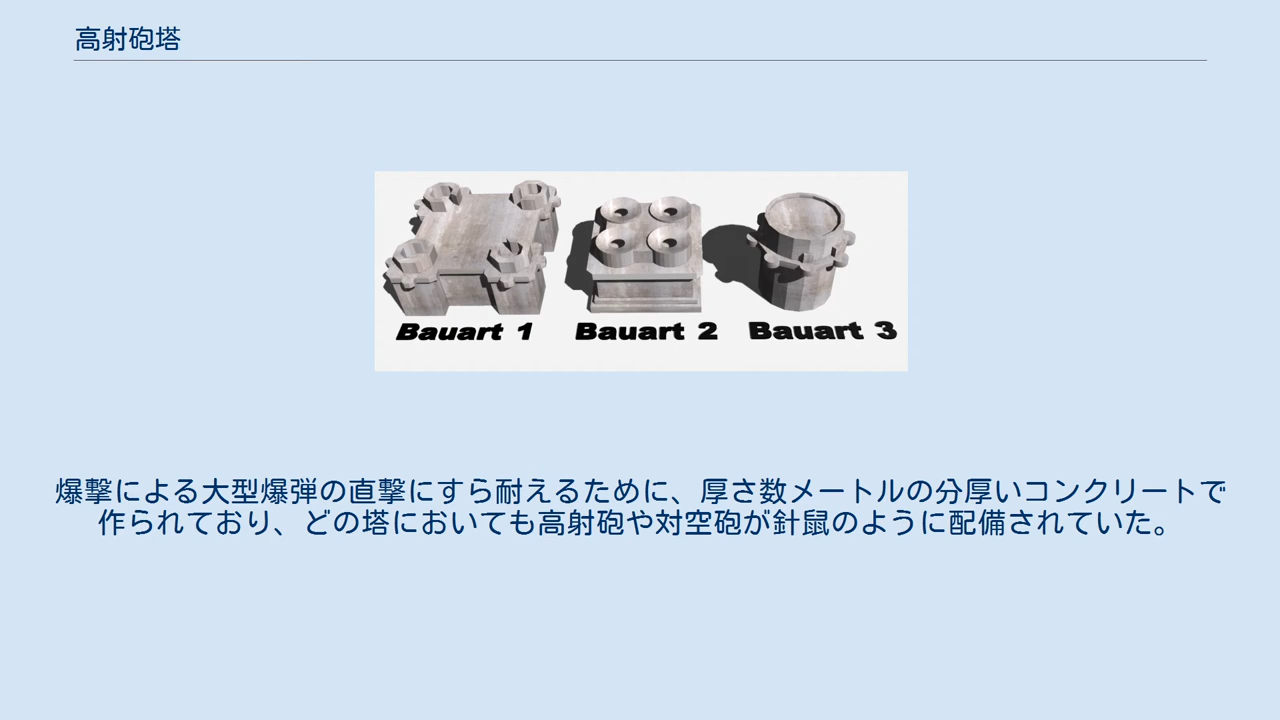 高射砲塔
Bauart 1 Bauart 2 Bauart 3
爆撃による大型爆弾の直撃にすら耐えるために、厚さ数メートルの分厚いコンクリートで
作られており、どの塔においても高射砲や対空砲が針鼠のように配備されていた。